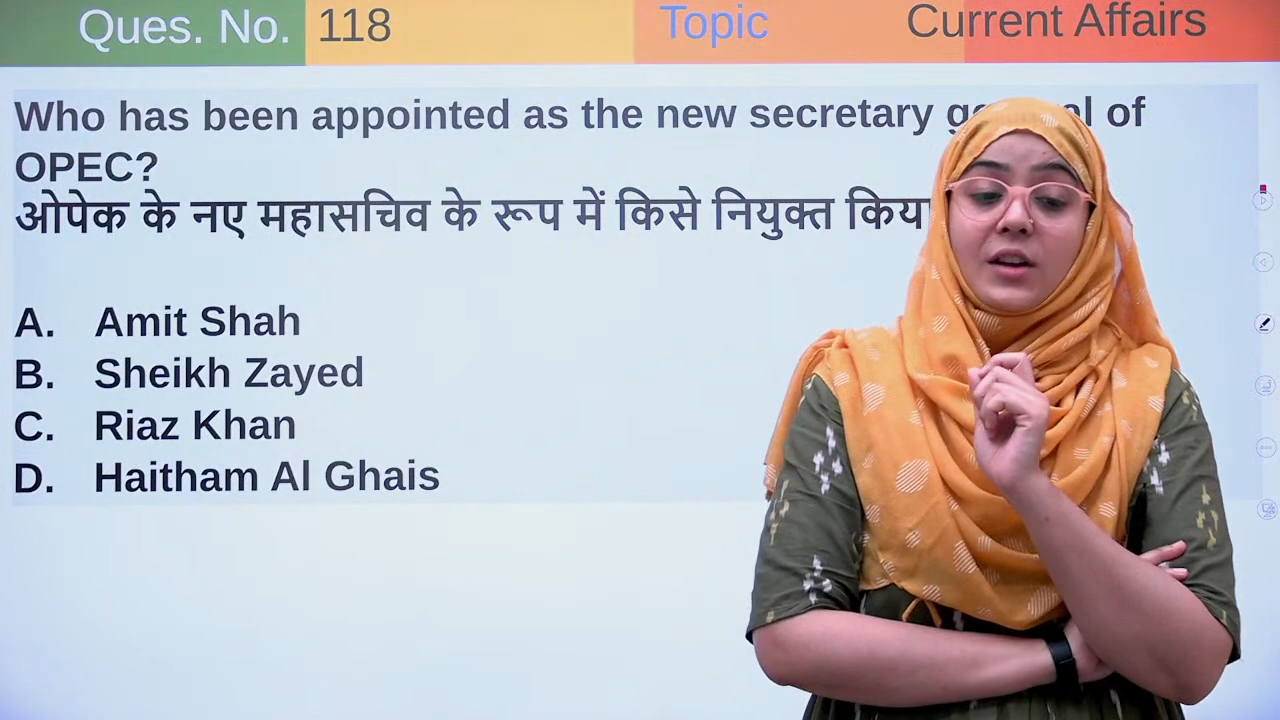 Ques. No. 118 Topic Current Affairs
Who has been appointed as the new secretary of
OPEC?
ओपेक के नए महासचिव के रूप में किसे नियुक्त
A. Amit Shah
B. Sheikh Zayed
C. Riaz Khan
D. Haitham Al Ghais